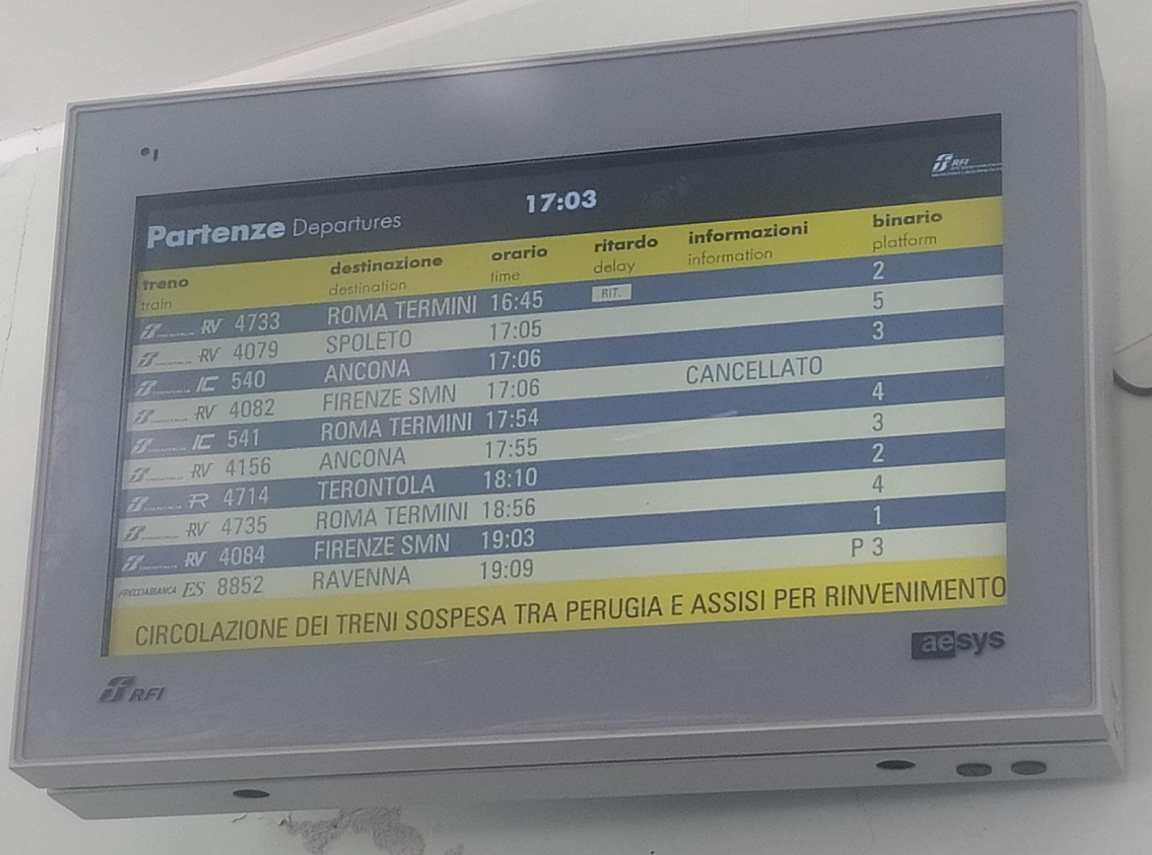 Partenze Departures 17:03 RFI
treno destinazione orario ritardo informazioni binario
train destination time delay information platform
RV 4733 ROMA TERMINI 16:45 RIT. 2
RV 4079 SPOLETO 17:05 5
IC 540 ANCONA 17:06 3
RV 4082 FIRENZE SMN 17:06 CANCELLATO
IC 541 ROMA TERMINI 17:54 4
RV 4156 ANCONA 17:55 3
R 4714 TERONTOLA 18:10 2
RV 4735 ROMA TERMINI 18:56 4
RV 4084 FIRENZE SMN 19:03 1
FRECCIABIANCA ES 8852 RAVENNA 19:09 P 3
CIRCOLAZIONE DEI TRENI SOSPESA TRA PERUGIA E ASSISI PER RINVENIMENTO
RFI aesys